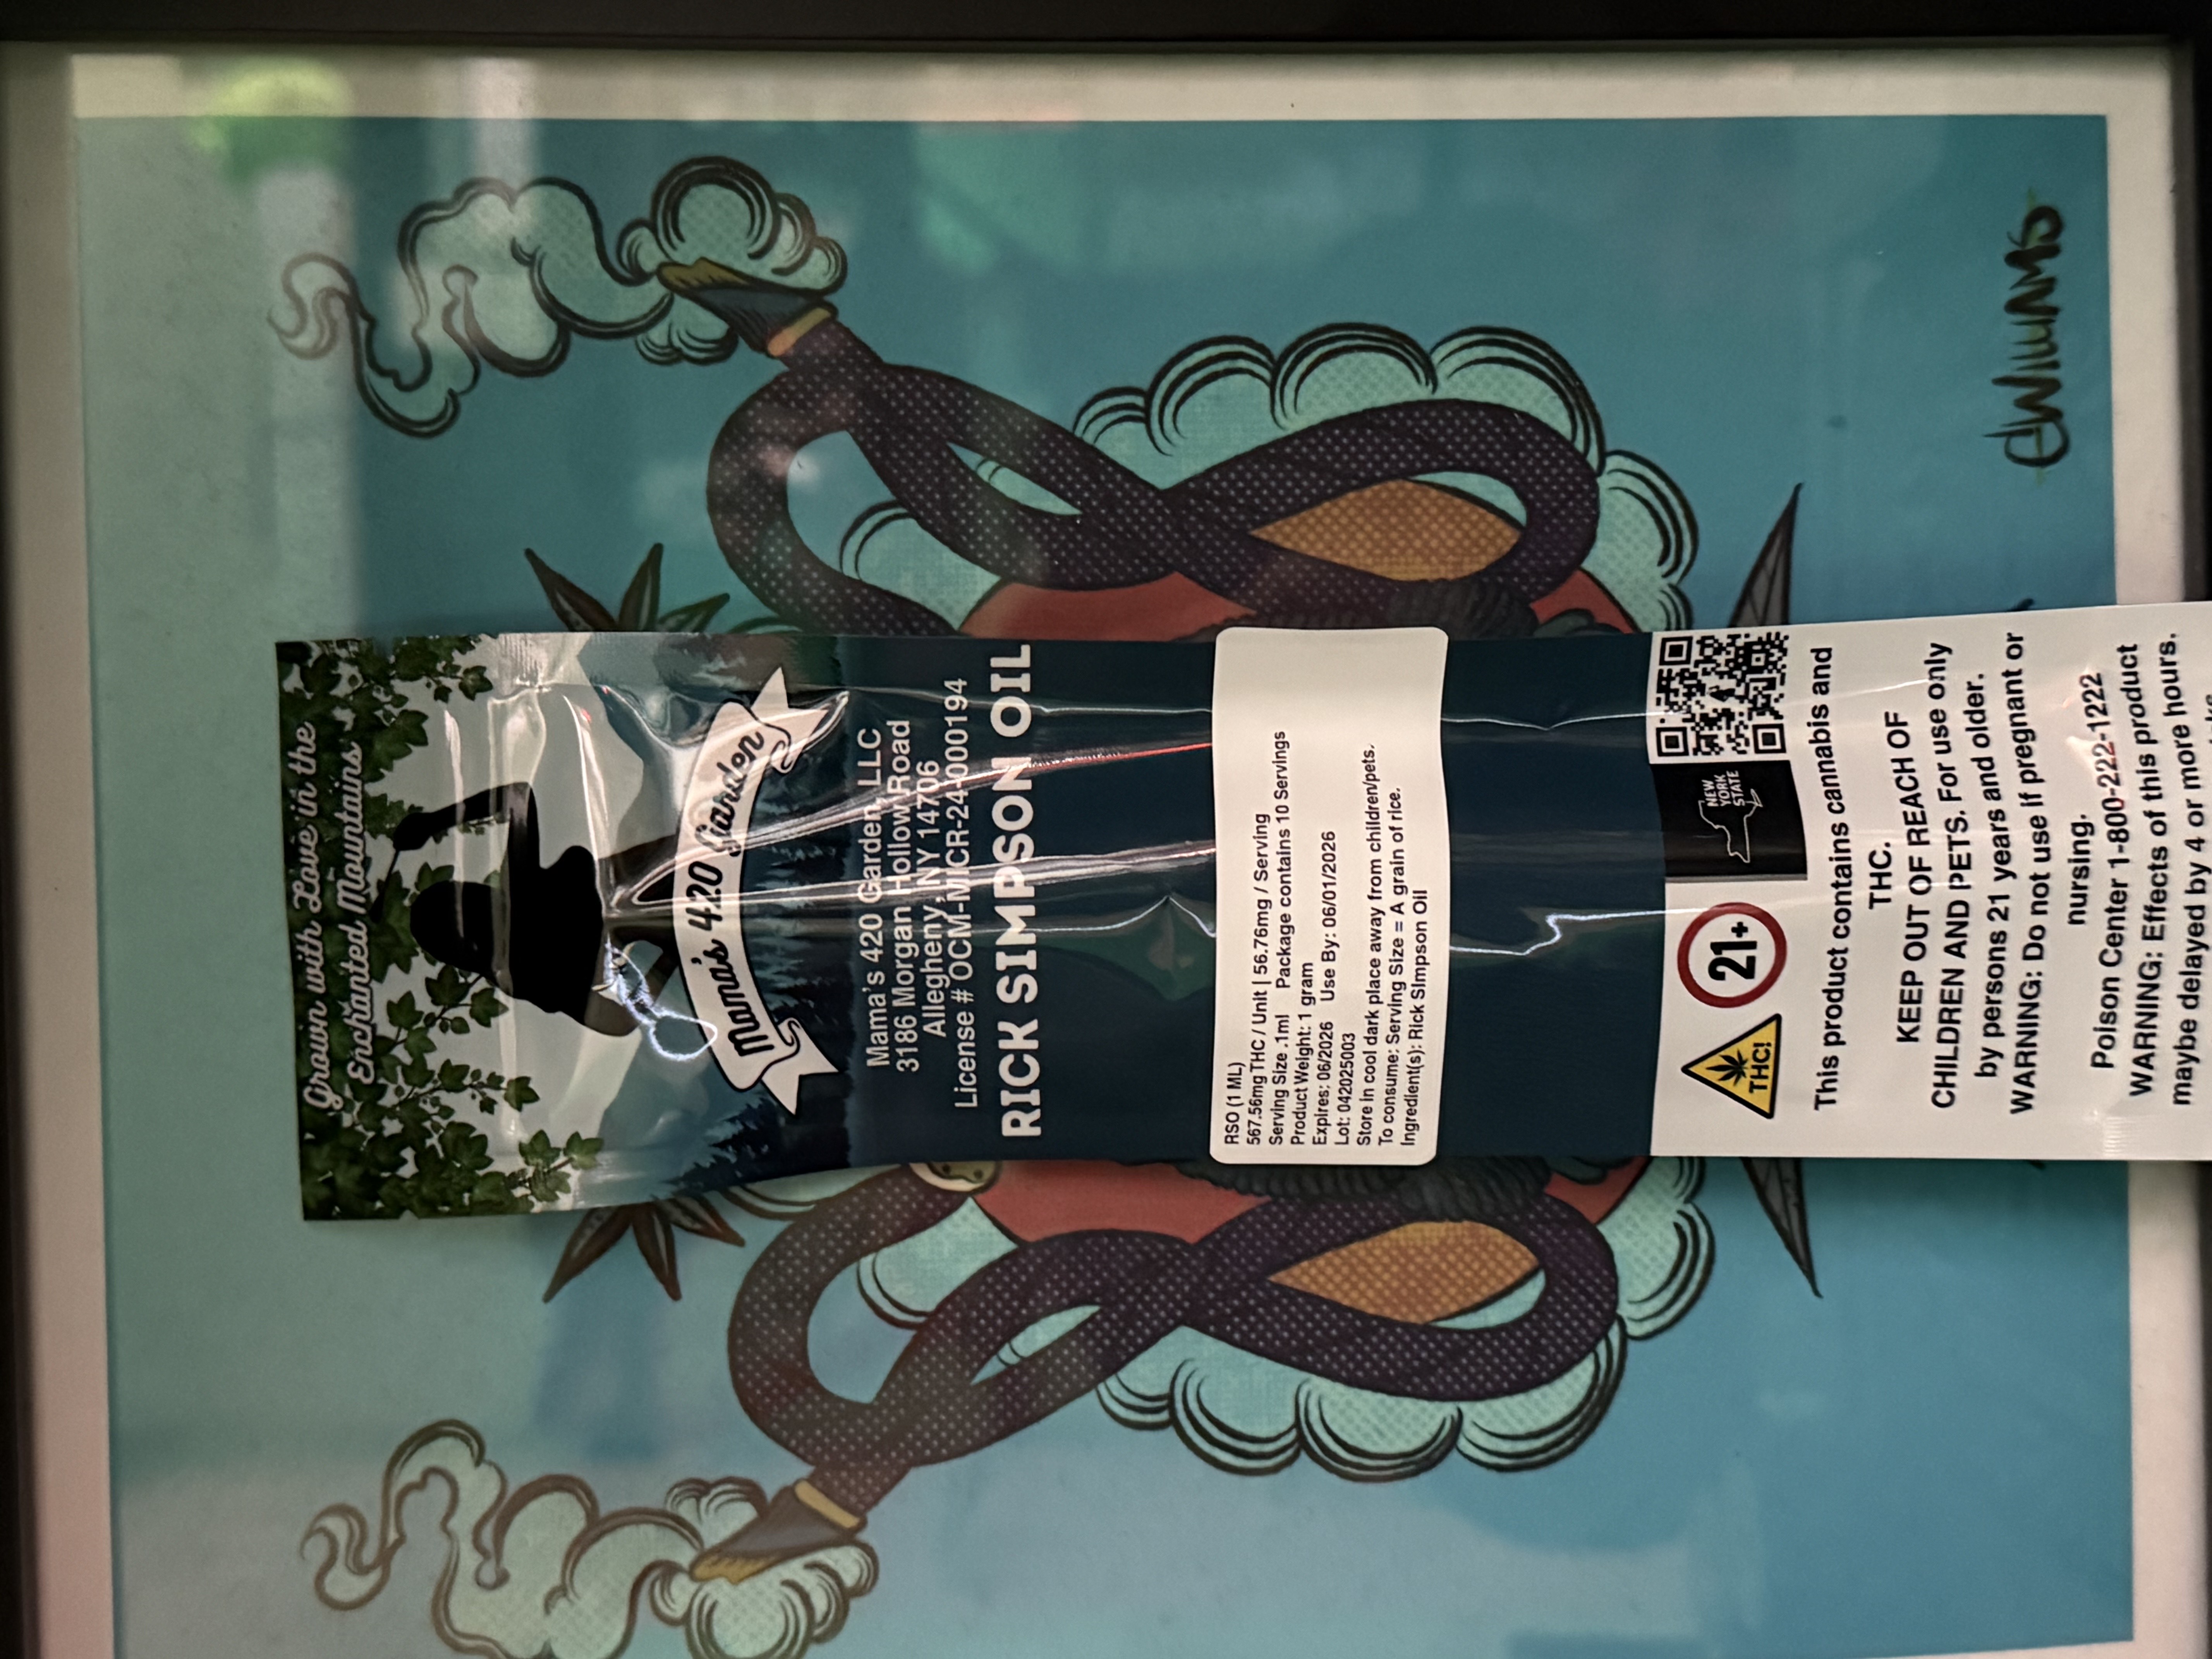 Grown with Love in the
Enchanted Mountains
Mama's 420 Garden
Mama's 420 Garden, LLC
3186 Morgan Hollow Road
Allegheny, NY 14706
License # OCM-MICR-24-000194
RICK SIMPSON OIL
RSO (1 ML)
567.56mg THC / Unit | 56.76mg / Serving
Serving Size .1ml Package contains 10 Servings
Product Weight: 1 gram
Expires: 06/2026 Use By: 06/01/2026
Lot: 042025003
Store in cool dark place away from children/pets.
To consume: Serving Size = A grain of rice.
Ingredient(s): Rick Simpson Oil
THC!
21+
NEW
YORK
STATE
This product contains cannabis and
THC.
KEEP OUT OF REACH OF
CHILDREN AND PETS. For use only
by persons 21 years and older.
WARNING: Do not use if pregnant or
nursing.
Poison Center 1-800-222-1222
WARNING: Effects of this product
maybe delayed by 4 or more hours.
EWILLIAMS